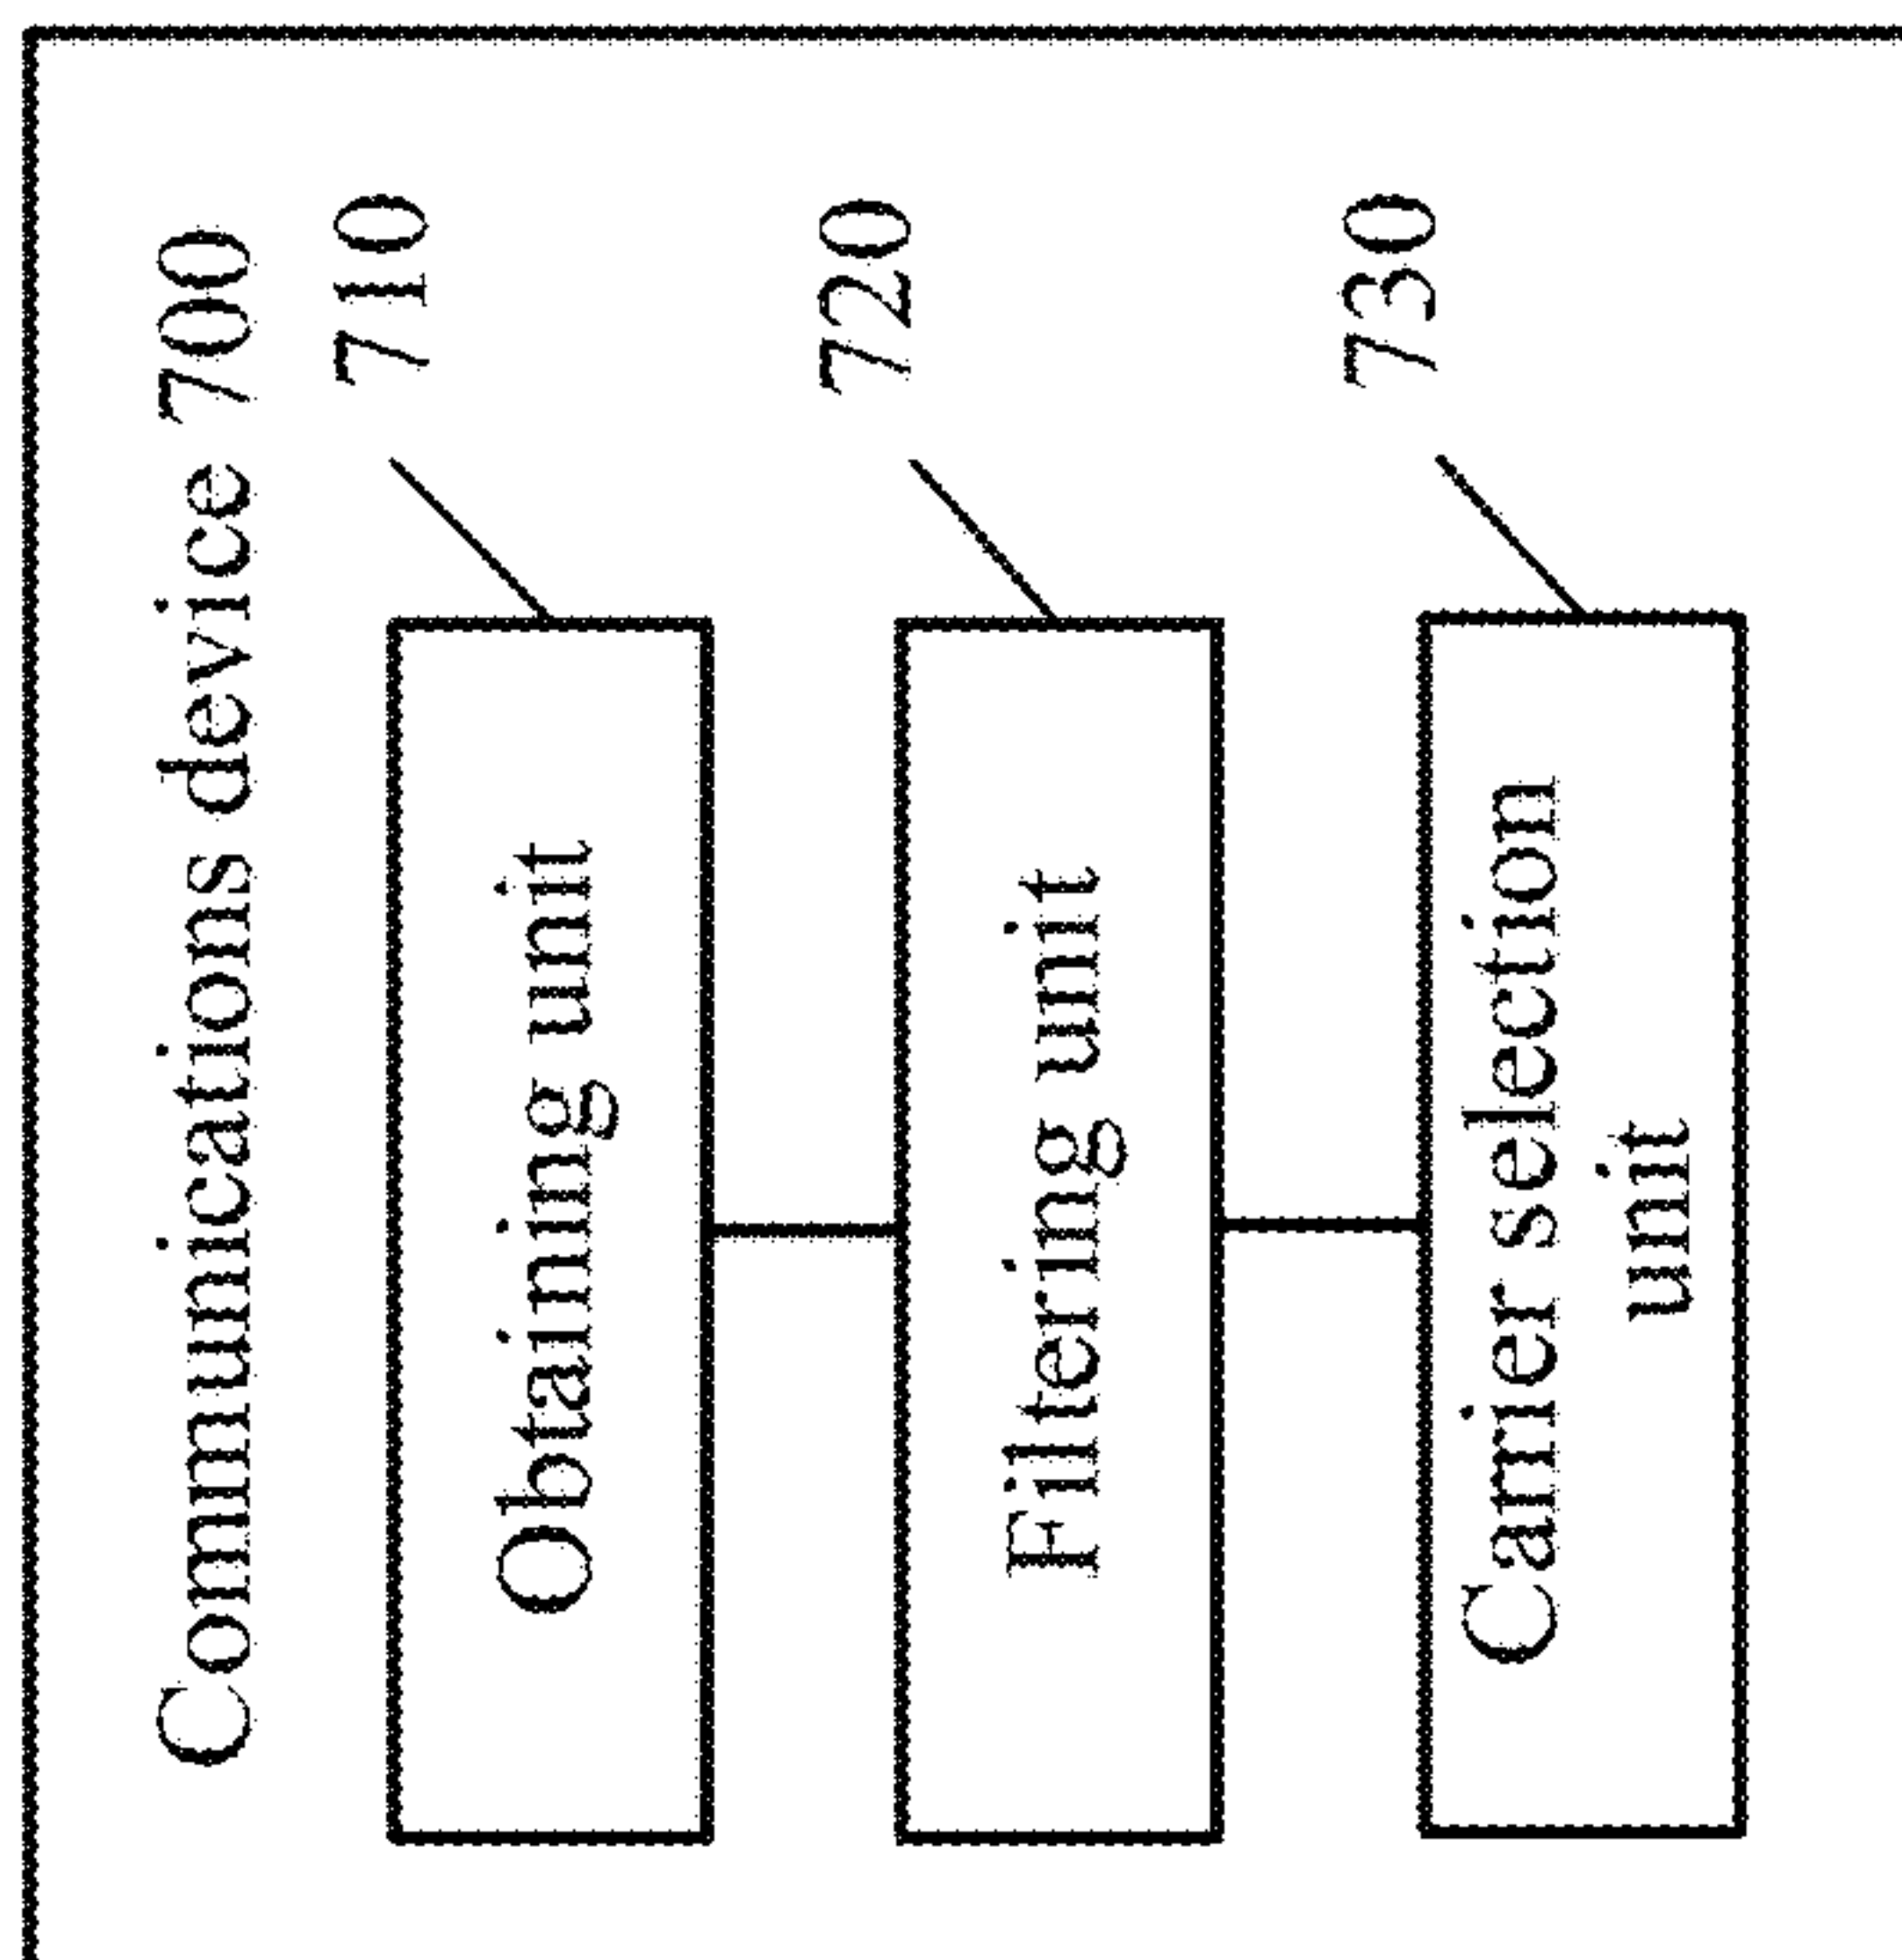 Communications device 700
710
Obtaining unit
720
Filtering unit
730
Carrier selection
unit